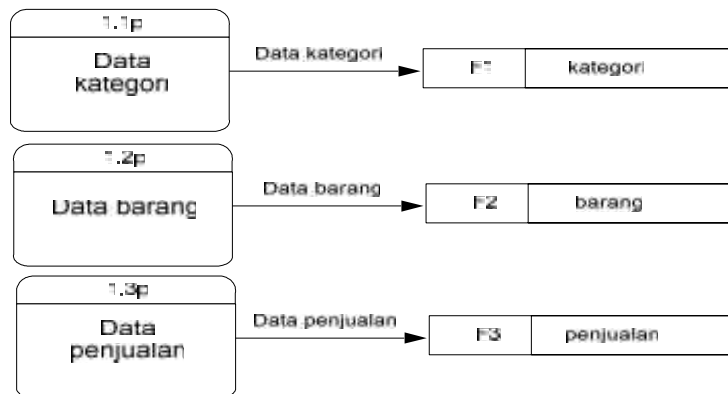 1.1p
Data
kategori
Data kategori
F1
kategori
1.2p
Data barang
Data barang
F2
barang
1.3p
Data
penjualan
Data penjualan
F3
penjualan